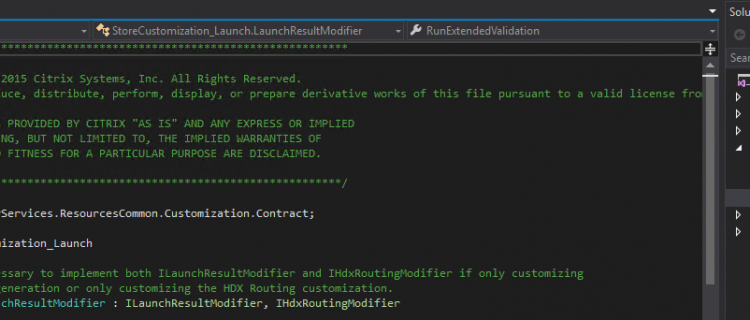 StoreCustomization_Launch.LaunchResultModifier RunExtendedValidation Solu
***************************************************
2015 Citrix Systems, Inc. All Rights Reserved.
uce, distribute, perform, display, or prepare derivative works of this file pursuant to a valid license from
Sear
PROVIDED BY CITRIX "AS IS" AND ANY EXPRESS OR IMPLIED
NG, BUT NOT LIMITED TO, THE IMPLIED WARRANTIES OF
FITNESS FOR A PARTICULAR PURPOSE ARE DISCLAIMED.
**************************************************/
Services.ResourcesCommon.Customization.Contract;
mization_Launch
essary to implement both ILaunchResultModifier and IHdxRoutingModifier if only customizing
eneration or only customizing the HDX Routing customization.
chResultModifier : ILaunchResultModifier, IHdxRoutingModifier